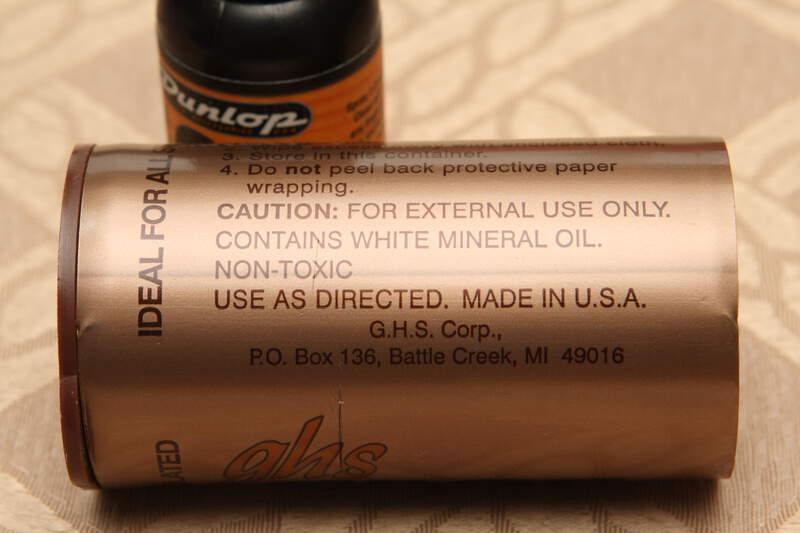 DUNLOP
3. Store in this container.
4. Do not peel back protective paper
wrapping.
CAUTION: FOR EXTERNAL USE ONLY.
CONTAINS WHITE MINERAL OIL.
NON-TOXIC
USE AS DIRECTED. MADE IN U.S.A.
G.H.S. Corp.,
P.O. Box 136, Battle Creek, MI 49016
IDEAL FOR ALL
ghs